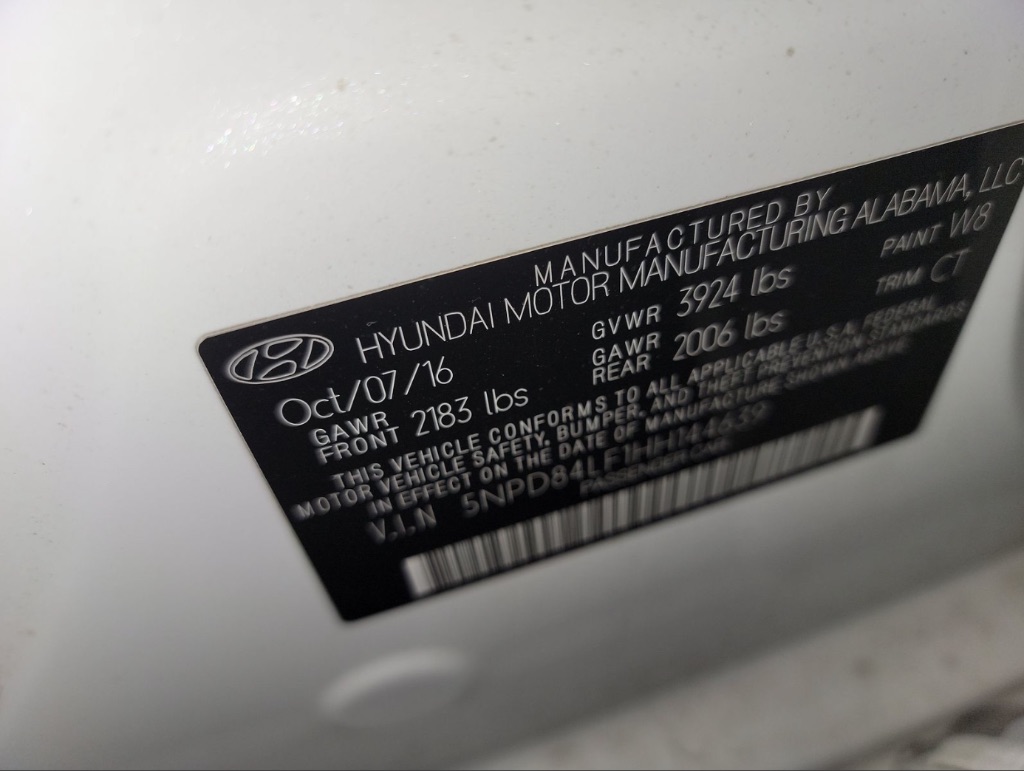 MANUFACTURED BY
HYUNDAI MOTOR MANUFACTURING ALABAMA, LLC
Oct/07/16 GVWR 3924 lbs PAINT W8
GAWR FRONT 2183 lbs GAWR REAR 2006 lbs TRIM CT
THIS VEHICLE CONFORMS TO ALL APPLICABLE U.S.A. FEDERAL
MOTOR VEHICLE SAFETY, BUMPER, AND THEFT PREVENTION STANDARDS
IN EFFECT ON THE DATE OF MANUFACTURE SHOWN ABOVE
V.I.N 5NPD84LF1HH144639
PASSENGER CAR